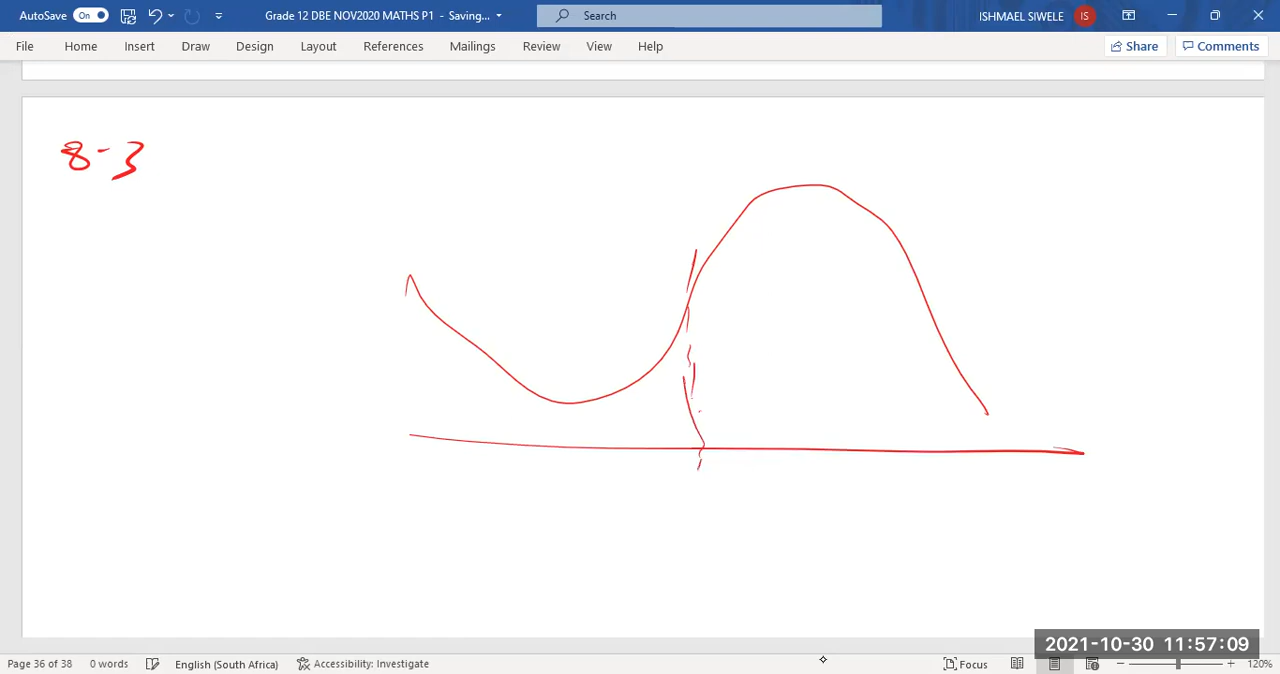 AutoSave On Grade 12 DBE NOV2020 MATHS P1 - Saving... Search ISHMAEL SIWELE IS
File Home Insert Draw Design Layout References Mailings Review View Help Share Comments
8-3
2021-10-30 11:57:09
Page 36 of 38 0 words English (South Africa) Accessibility: Investigate Focus 120%